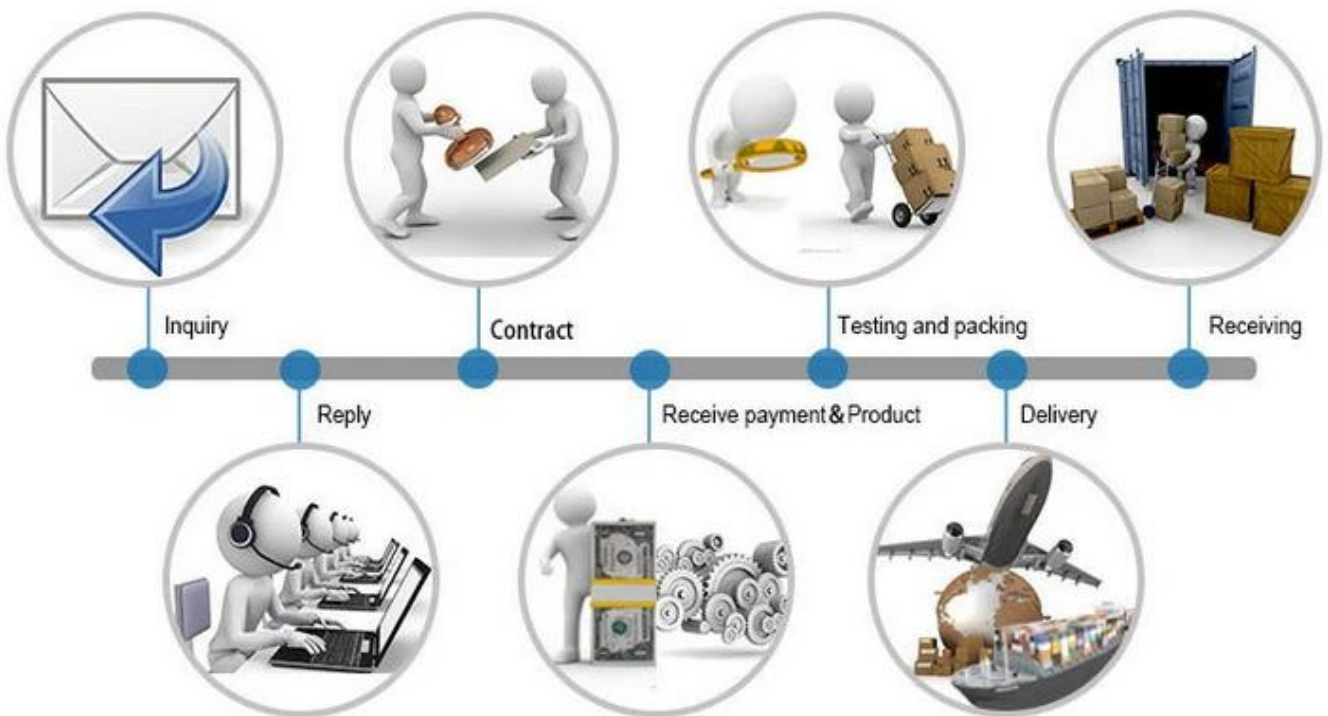 Inquiry
Contract
Testing and packing
Receiving
Reply
Receive payment&Product
Delivery